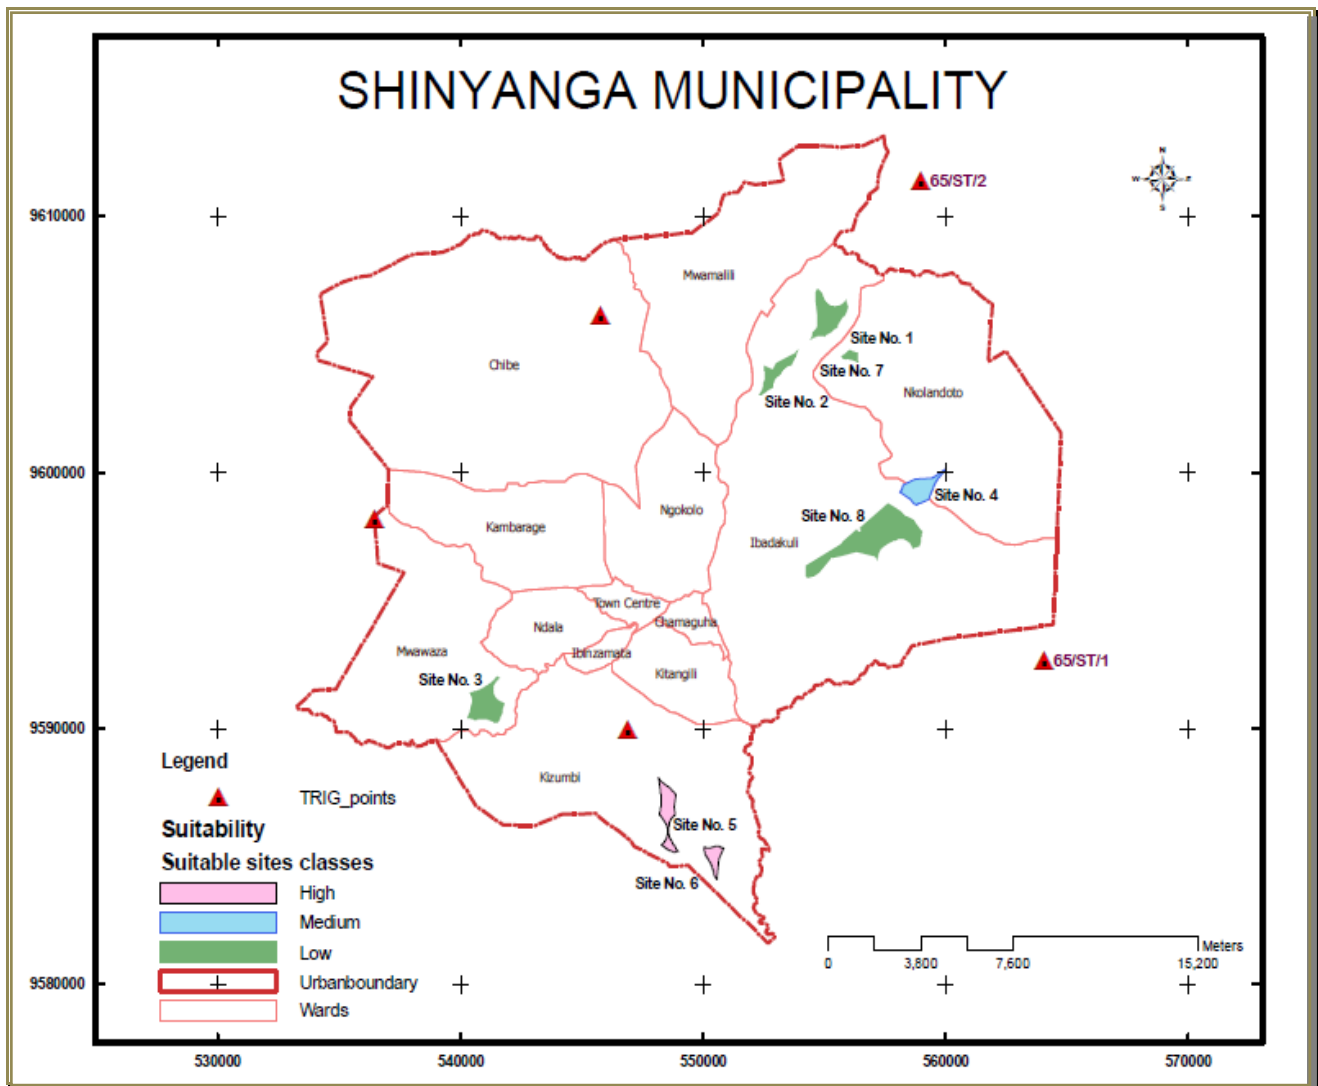 SHINYANGA MUNICIPALITY
N
W E
S
65/ST/2
9610000
Mwamalili
Site No. 1
Chibe
Site No. 7
Nkolandoto
Site No. 2
9600000
Site No. 4
Ngokolo
Site No. 8
Kambarage
Ibadakuli
Town Centre
Chamaguha
Ndala
Mwawaza
Ibinzamata
65/ST/1
Kitangili
Site No. 3
9590000
Legend
Kizumbi
TRIG_points
Site No. 5
Suitability
Suitable sites classes
Site No. 6
High
Medium
Low
Meters
0 3,800 7,600 15,200
Urbanboundary
9580000
Wards
530000 540000 550000 560000 570000